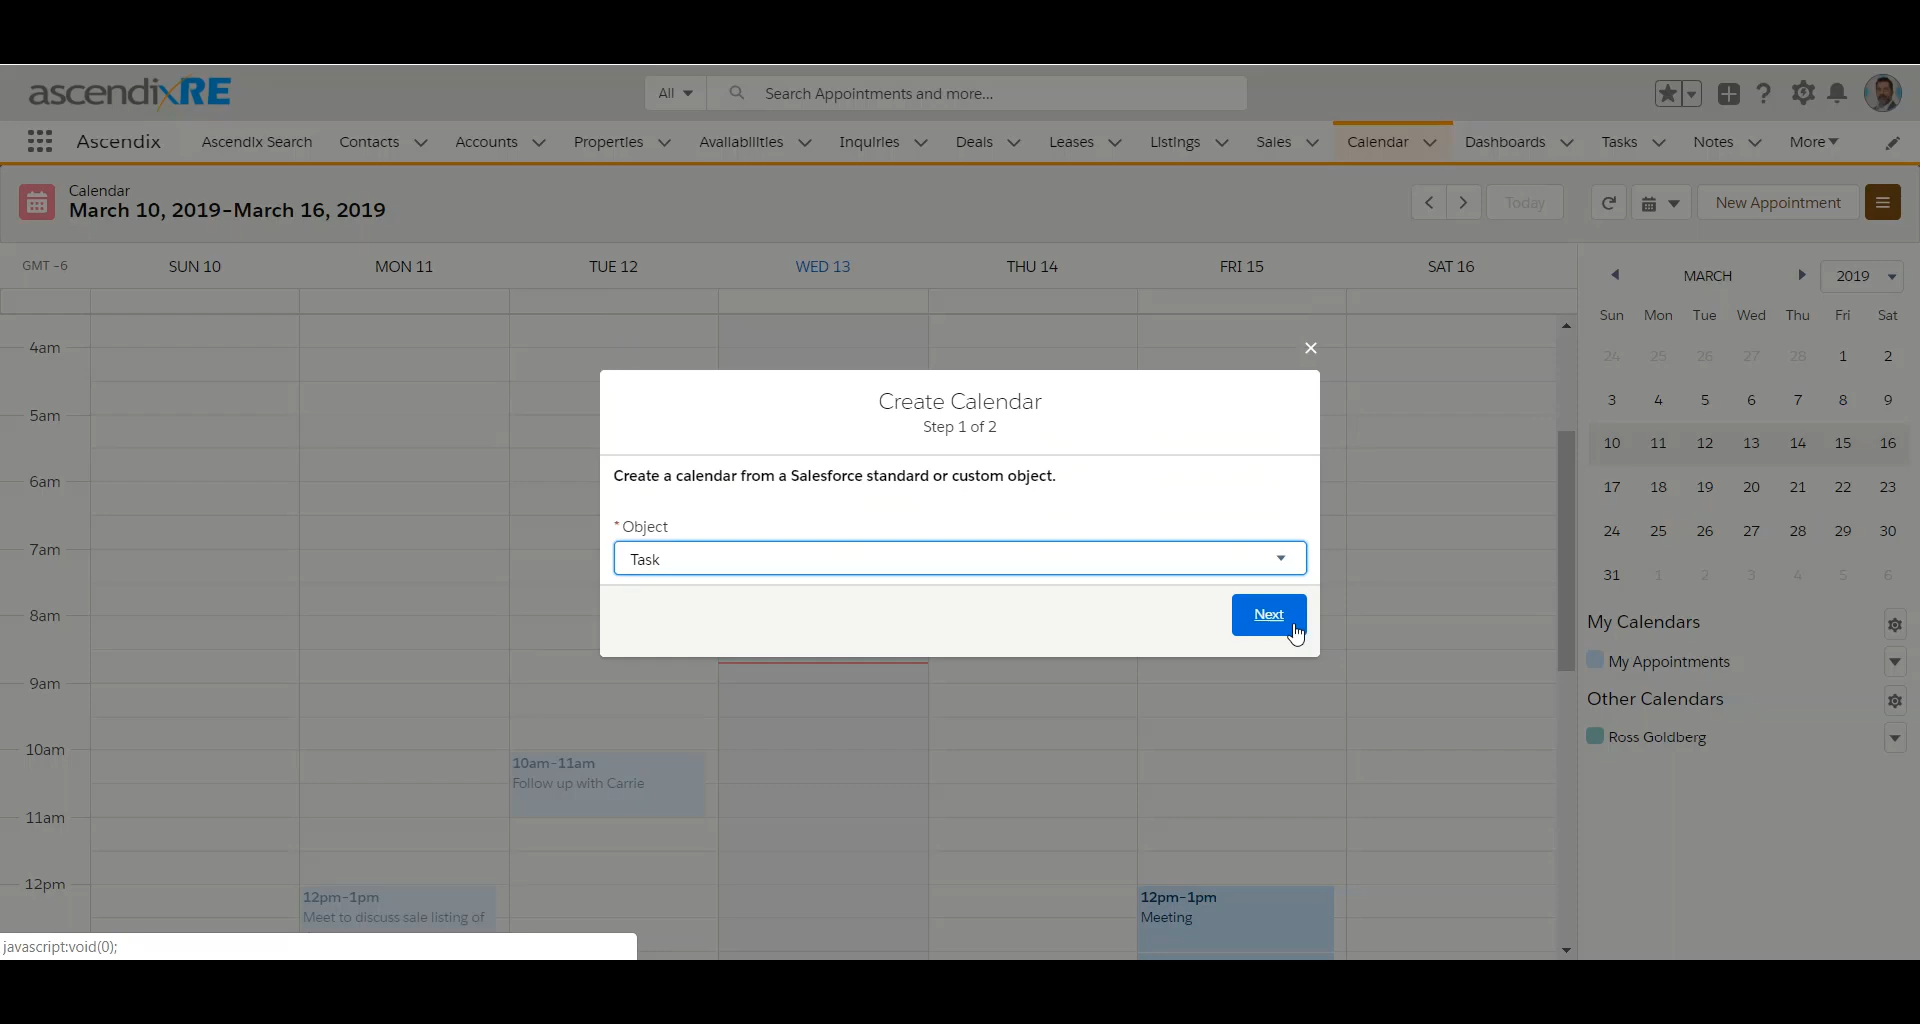 ascendixRE
All
Search Appointments and more...
Ascendix
Ascendix Search
Contacts
Accounts
Properties
Availabilities
Inquiries
Deals
Leases
Listings
Sales
Calendar
Dashboards
Tasks
Notes
More
Calendar
March 10, 2019–March 16, 2019
Today
New Appointment
GMT -6
SUN 10
MON 11
TUE 12
WED 13
THU 14
FRI 15
SAT 16
4am
5am
6am
7am
8am
9am
10am
11am
12pm
10am–11am
Follow up with Carrie
12pm–1pm
Meet to discuss sale listing of
12pm–1pm
Meeting
Create Calendar
Step 1 of 2
Create a calendar from a Salesforce standard or custom object.
* Object
Task
Next
MARCH
2019
Sun Mon Tue Wed Thu Fri Sat
24 25 26 27 28 1 2
3 4 5 6 7 8 9
10 11 12 13 14 15 16
17 18 19 20 21 22 23
24 25 26 27 28 29 30
31 1 2 3 4 5 6
My Calendars
My Appointments
Other Calendars
Ross Goldberg
javascript:void(0);